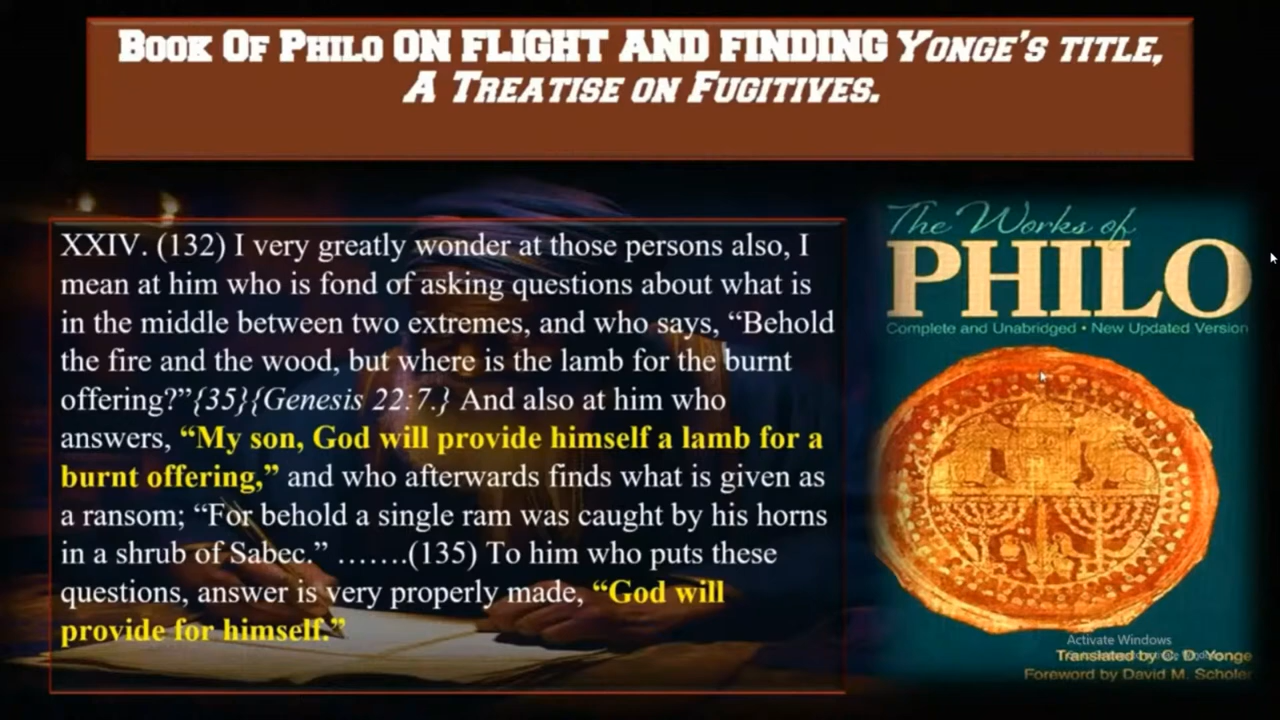 BOOK OF PHILO ON FLIGHT AND FINDING YONGE'S TITLE,
A TREATISE ON FUGITIVES.
XXIV. (132) I very greatly wonder at those persons also, I
mean at him who is fond of asking questions about what is
in the middle between two extremes, and who says, “Behold
the fire and the wood, but where is the lamb for the burnt
offering?”{35}{Genesis 22:7.} And also at him who
answers, “My son, God will provide himself a lamb for a
burnt offering,” and who afterwards finds what is given as
a ransom; “For behold a single ram was caught by his horns
in a shrub of Sabec.” …….(135) To him who puts these
questions, answer is very properly made, “God will
provide for himself.”
The Works of
PHILO
Complete and Unabridged • New Updated Version
Activate Windows
Translated by C. D. Yonge
Foreword by David M. Scholer